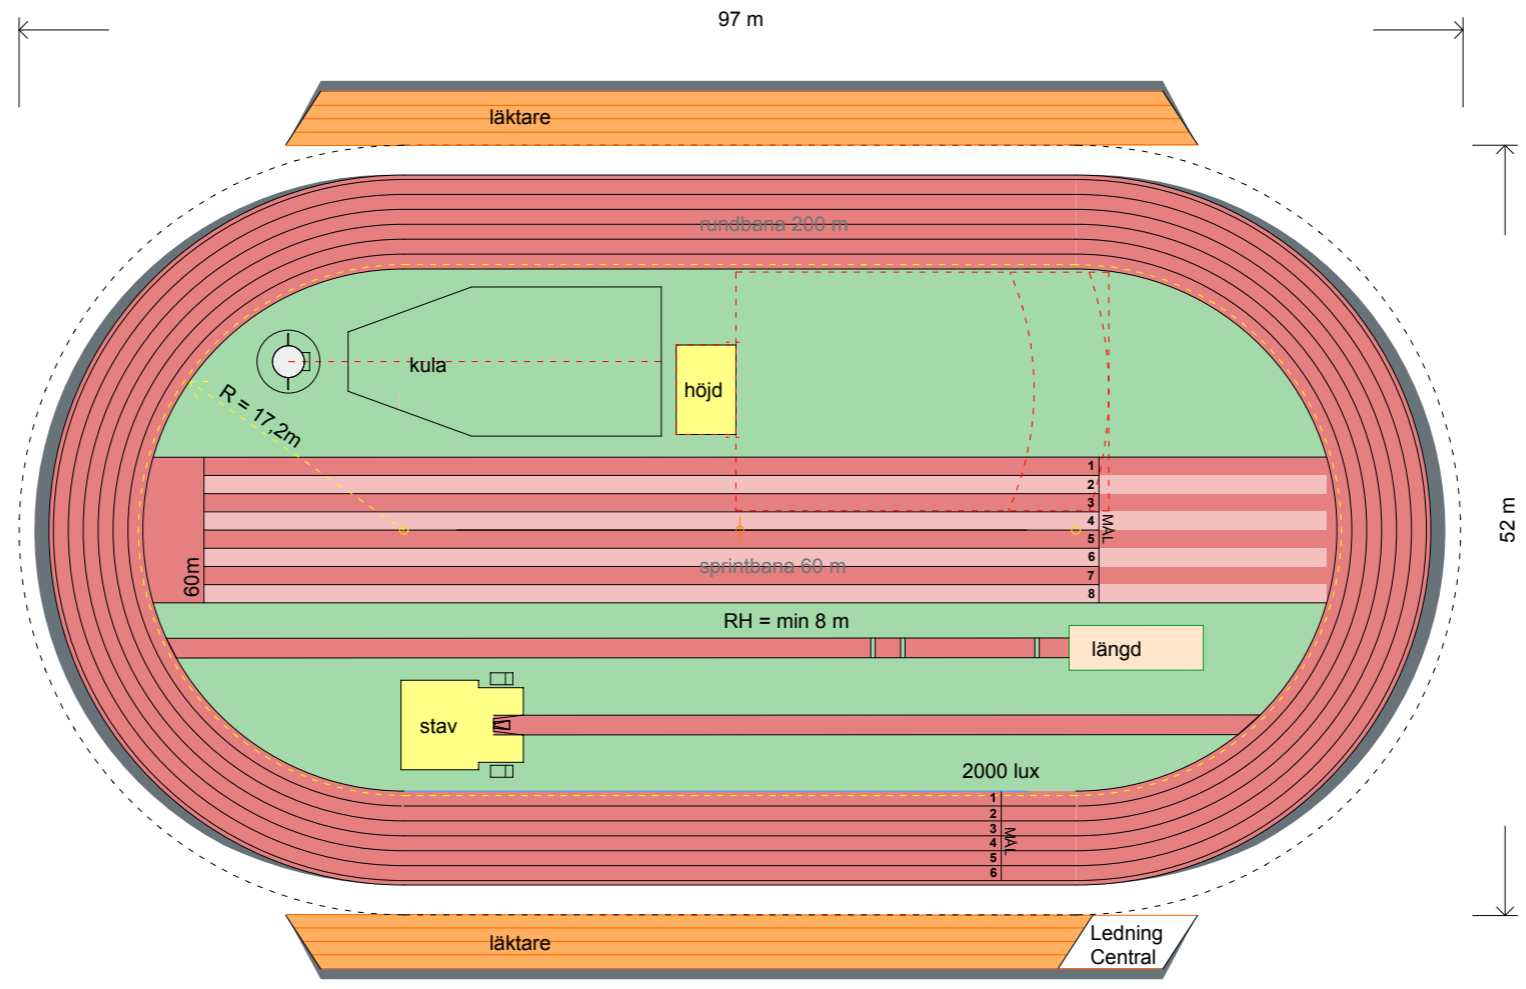 97 m
läktare
rundbana 200 m
kula
höjd
R = 17,2m
1
2
3
4
5
6
7
8
MÅL
52 m
60m
sprintbana 60 m
RH = min 8 m
längd
stav
2000 lux
1
2
3
4
5
6
MÅL
läktare
Ledning
Central